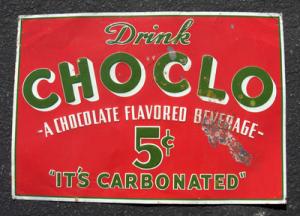 Drink
CHOCLO
-A CHOCOLATE FLAVORED BEVERAGE-
5¢
"IT'S CARBONATED"